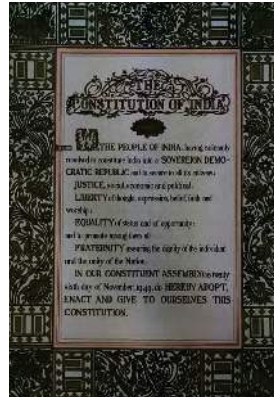 THE
CONSTITUTION OF INDIA
WE, THE PEOPLE OF INDIA, having solemnly
resolved to constitute India into a SOVEREIGN DEMO-
CRATIC REPUBLIC and to secure to all its citizens:
JUSTICE, social, economic and political;
LIBERTY of thought, expression, belief, faith and
worship;
EQUALITY of status and of opportunity;
and to promote among them all
FRATERNITY assuring the dignity of the individual
and the unity of the Nation;
IN OUR CONSTITUENT ASSEMBLY this twenty
sixth day of November, 1949, do HEREBY ADOPT,
ENACT AND GIVE TO OURSELVES THIS
CONSTITUTION.